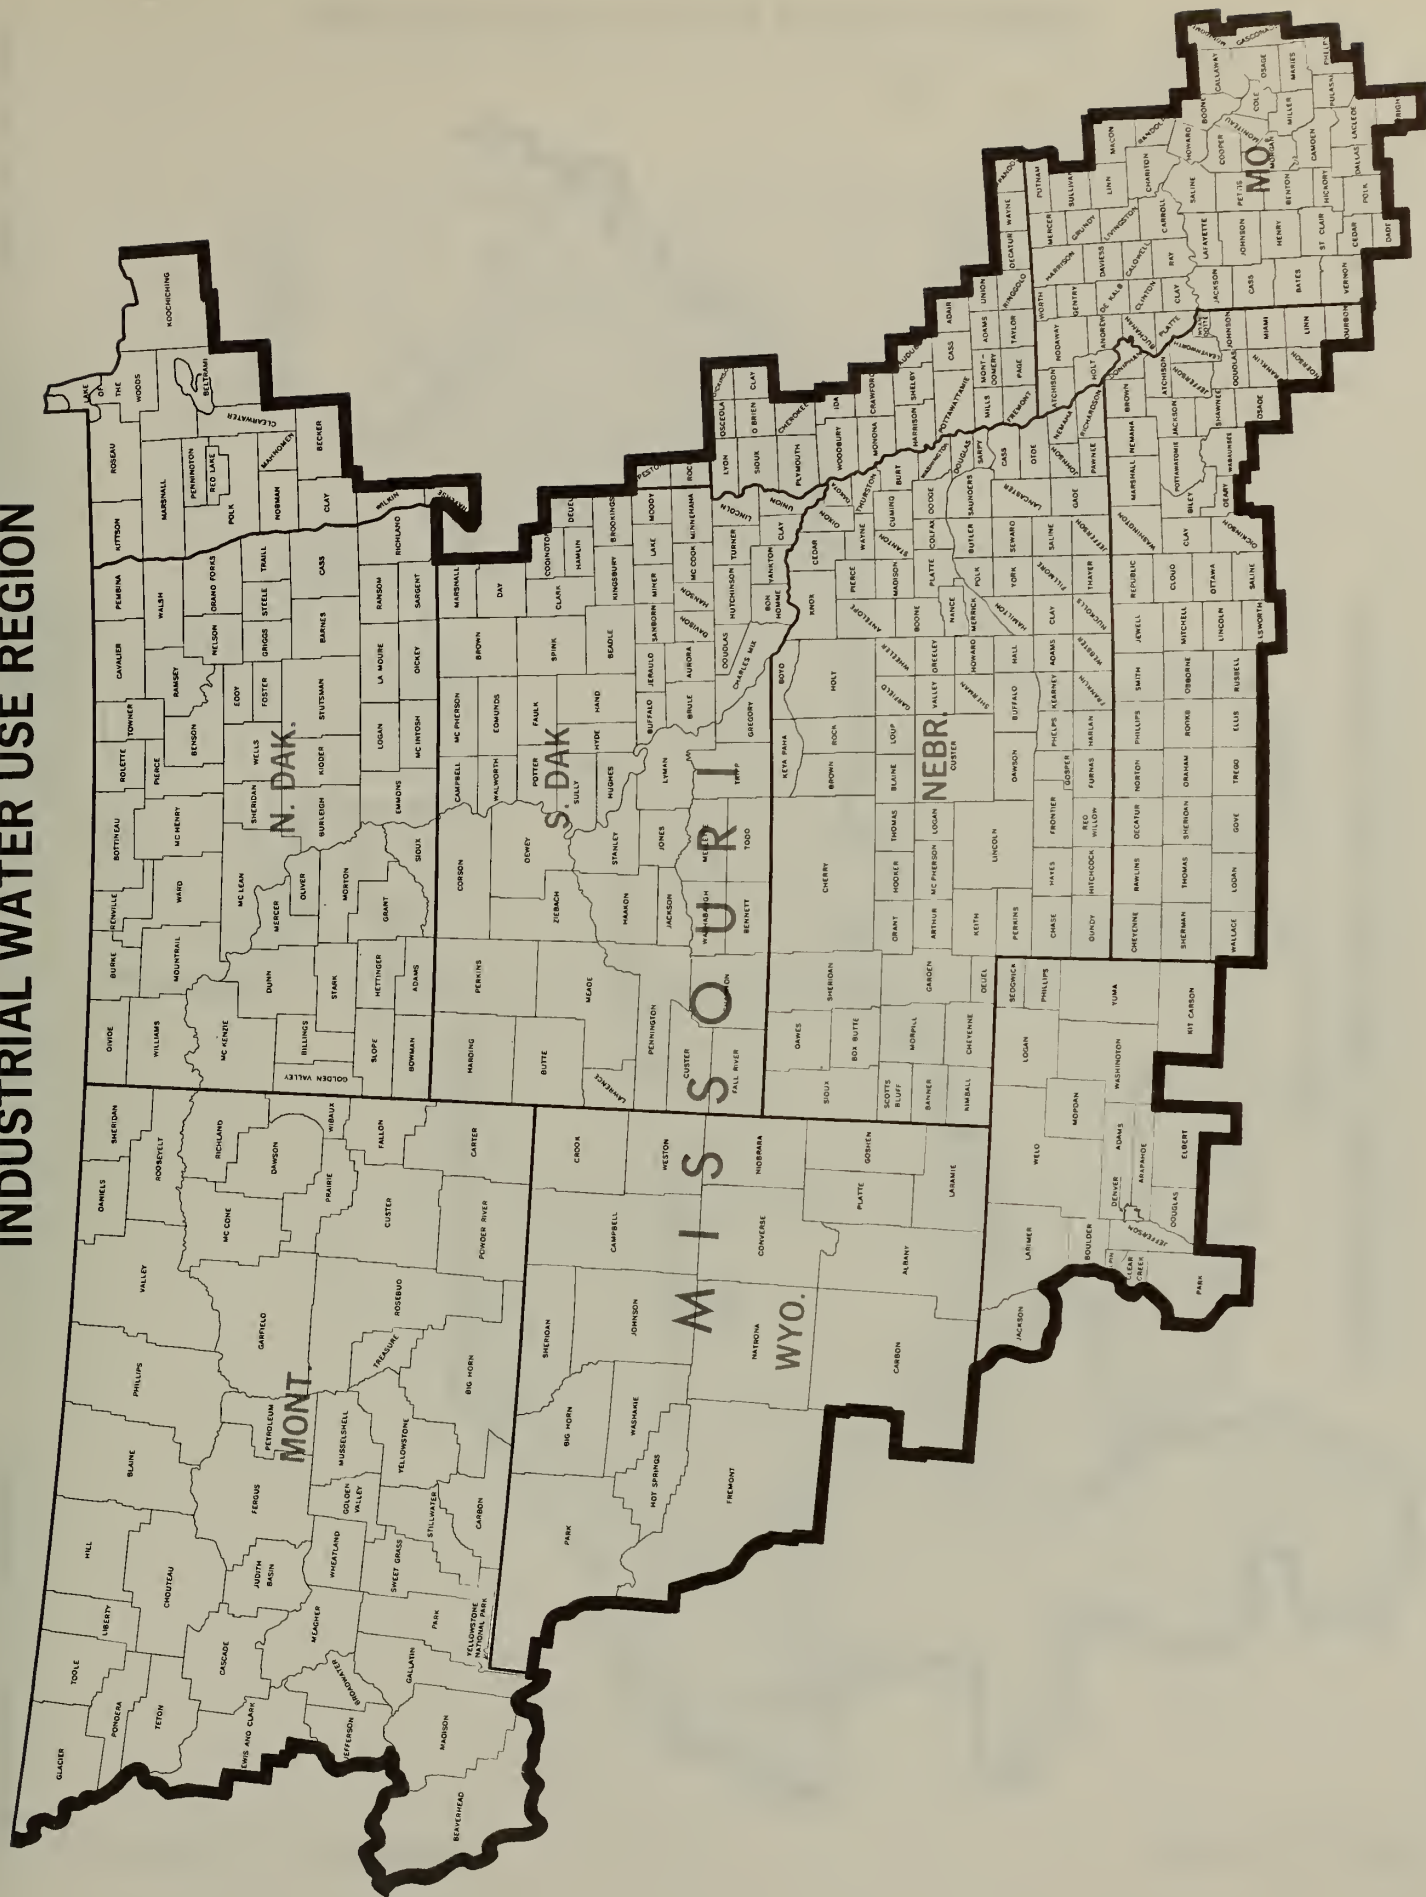 INDUSTRIAL WATER USE REGION
MISSOURI
MONT.
GLACIER
TOOLE
LIBERTY
HILL
BLAINE
PHILLIPS
VALLEY
DANIELS
SHERIDAN
ROOSEVELT
PONDERA
TETON
CHOUTEAU
CASCADE
LEWIS AND CLARK
JUDITH
BASIN
FERGUS
PETROLEUM
GARFIELD
MC CONE
RICHLAND
DAWSON
WIBAUX
PRAIRIE
FALLON
CUSTER
CARTER
POWDER RIVER
ROSEBUD
TREASURE
BIG HORN
YELLOWSTONE
MUSSELSHELL
GOLDEN
VALLEY
WHEATLAND
MEAGHER
BROADWATER
JEFFERSON
GALLATIN
PARK
SWEET GRASS
STILLWATER
CARBON
YELLOWSTONE
NATIONAL PARK
MADISON
BEAVERHEAD
N. DAK.
DIVIDE
BURKE
RENVILLE
BOTTINEAU
ROLETTE
TOWNER
CAVALIER
PEMBINA
WILLIAMS
MOUNTRAIL
WARD
MC HENRY
PIERCE
BENSON
RAMSEY
WALSH
NELSON
GRAND FORKS
MC KENZIE
DUNN
MERCER
MC LEAN
OLIVER
SHERIDAN
WELLS
EDDY
FOSTER
GRIGGS
STEELE
TRAILL
GOLDEN VALLEY
BILLINGS
STARK
MORTON
BURLEIGH
KIDDER
STUTSMAN
BARNES
CASS
SLOPE
HETTINGER
GRANT
BOWMAN
ADAMS
SIOUX
EMMONS
LOGAN
MC INTOSH
LA MOURE
DICKEY
RANSOM
SARGENT
RICHLAND
KITTSON
ROSEAU
LAKE
OF
THE
WOODS
KOOCHICHING
MARSHALL
BELTRAMI
PENNINGTON
RED LAKE
POLK
CLEARWATER
NORMAN
MAHNOMEN
CLAY
BECKER
WILKIN
S. DAK
HARDING
PERKINS
CORSON
CAMPBELL
MC PHERSON
BROWN
MARSHALL
WALWORTH
EDMUNDS
DAY
BUTTE
MEADE
ZIEBACH
DEWEY
POTTER
FAULK
SPINK
CLARK
CODINGTON
DEUEL
HAMLIN
SULLY
HYDE
HAND
BEADLE
KINGSBURY
BROOKINGS
LAWRENCE
HAAKON
STANLEY
HUGHES
PENNINGTON
JACKSON
JONES
LYMAN
BUFFALO
JERAULD
SANBORN
MINER
LAKE
MOODY
CUSTER
WASHABAUGH
BRULE
AURORA
DAVISON
HANSON
MC COOK
MINNEHAHA
FALL RIVER
BENNETT
TODD
TRIPP
GREGORY
CHARLES MIX
DOUGLAS
HUTCHINSON
TURNER
LINCOLN
BON
HOMME
YANKTON
CLAY
UNION
LYON
OSCEOLA
SIOUX
O BRIEN
CLAY
PLYMOUTH
CHEROKEE
WOODBURY
IDA
MONONA
CRAWFORD
HARRISON
SHELBY
POTTAWATTAMIE
CASS
ADAIR
MILLS
MONT-
GOMERY
ADAMS
UNION
FREMONT
PAGE
TAYLOR
RINGGOLD
DECATUR
WAYNE
WYO.
PARK
BIG HORN
SHERIDAN
JOHNSON
CAMPBELL
CROOK
WESTON
WASHAKIE
HOT SPRINGS
FREMONT
NATRONA
CONVERSE
NIOBRARA
GOSHEN
PLATTE
LARAMIE
ALBANY
CARBON
NEBR.
SIOUX
DAWES
BOX BUTTE
SHERIDAN
CHERRY
KEYA PAHA
BROWN
ROCK
BOYD
HOLT
KNOX
CEDAR
DIXON
DAKOTA
SCOTTS
BLUFF
BANNER
KIMBALL
MORRILL
CHEYENNE
GARDEN
DEUEL
GRANT
HOOKER
THOMAS
BLAINE
LOUP
GARFIELD
WHEELER
ANTELOPE
PIERCE
WAYNE
THURSTON
ARTHUR
MC PHERSON
LOGAN
CUSTER
VALLEY
GREELEY
BOONE
MADISON
STANTON
CUMING
BURT
KEITH
LINCOLN
SHERMAN
HOWARD
NANCE
MERRICK
PLATTE
COLFAX
DODGE
WASHINGTON
DOUGLAS
SARPY
PERKINS
DAWSON
BUFFALO
HALL
HAMILTON
POLK
YORK
BUTLER
SEWARD
SAUNDERS
LANCASTER
CASS
OTOE
CHASE
HAYES
FRONTIER
GOSPER
PHELPS
KEARNEY
ADAMS
CLAY
FILLMORE
SALINE
DUNDY
HITCHCOCK
RED
WILLOW
FURNAS
HARLAN
FRANKLIN
WEBSTER
NUCKOLLS
THAYER
JEFFERSON
GAGE
JOHNSON
NEMAHA
PAWNEE
RICHARDSON
SEDGWICK
PHILLIPS
LOGAN
YUMA
WASHINGTON
MORGAN
WELD
LARIMER
JACKSON
BOULDER
CLEAR
CREEK
JEFFERSON
DENVER
ADAMS
ARAPAHOE
DOUGLAS
ELBERT
KIT CARSON
PARK
CHEYENNE
RAWLINS
DECATUR
NORTON
PHILLIPS
SMITH
JEWELL
REPUBLIC
WASHINGTON
MARSHALL
NEMAHA
BROWN
DONIPHAN
SHERMAN
THOMAS
SHERIDAN
GRAHAM
ROOKS
OSBORNE
MITCHELL
CLOUD
CLAY
RILEY
POTTAWATOMIE
JACKSON
ATCHISON
JEFFERSON
LEAVENWORTH
WALLACE
LOGAN
GOVE
TREGO
ELLIS
RUSSELL
LINCOLN
OTTAWA
SALINE
DICKINSON
GEARY
WABAUNSEE
SHAWNEE
OSAGE
DOUGLAS
JOHNSON
FRANKLIN
MIAMI
LINN
MO.
ATCHISON
NODAWAY
WORTH
HARRISON
MERCER
PUTNAM
SULLIVAN
HOLT
ANDREW
GENTRY
DE KALB
DAVIESS
GRUNDY
LINN
MACON
BUCHANAN
CLINTON
CALDWELL
LIVINGSTON
CHARITON
PLATTE
CLAY
RAY
CARROLL
HOWARD
BOONE
CALLAWAY
JACKSON
LAFAYETTE
SALINE
COOPER
MONITEAU
COLE
OSAGE
CASS
JOHNSON
PETTIS
MORGAN
MILLER
MARIES
BATES
HENRY
BENTON
CAMDEN
VERNON
ST CLAIR
HICKORY
CEDAR
POLK
DALLAS
LACLEDE
DADE